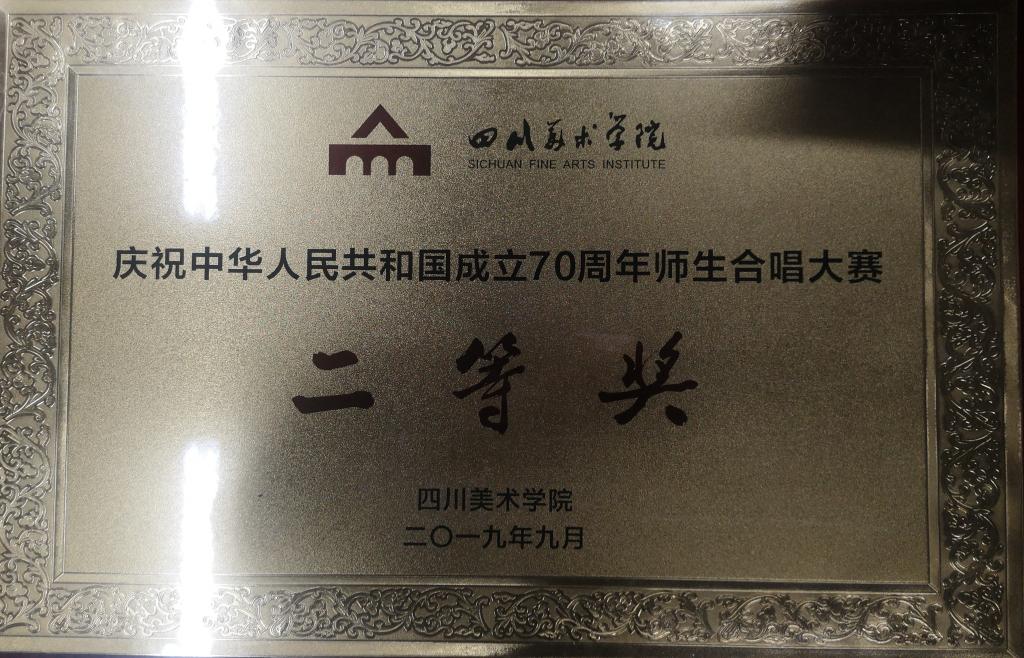 四川美术学院
SICHUAN FINE ARTS INSTITUTE
庆祝中华人民共和国成立70周年师生合唱大赛
二等奖
四川美术学院
二〇一九年九月